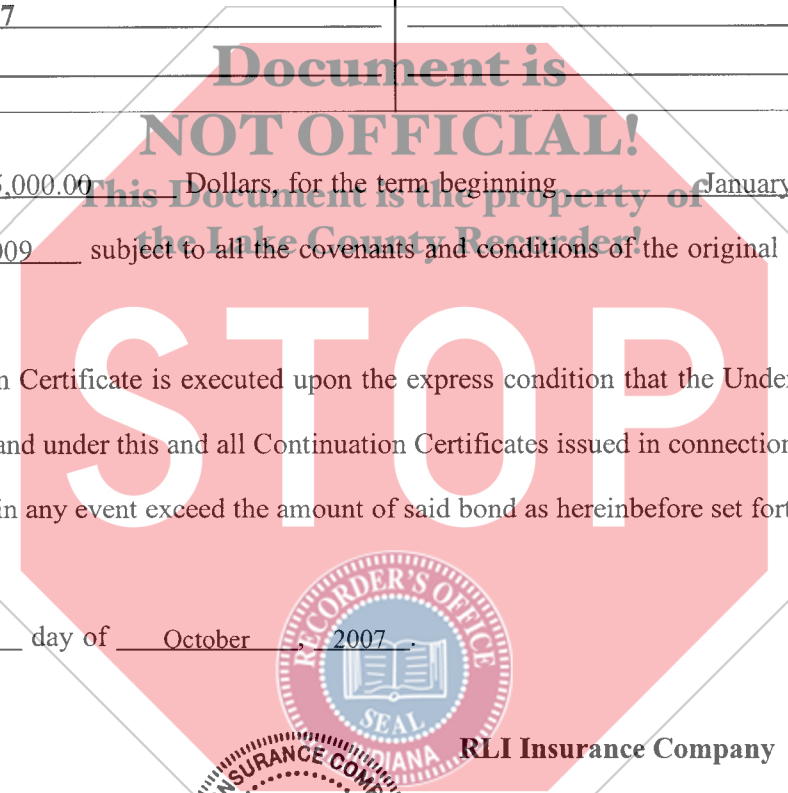 7
Document is
NOT OFFICIAL!
5,000.00 Dollars, for the term beginning January
This Document is the property of
009 subject to all the covenants and conditions of the original
the Lake County Recorder!
STOP
n Certificate is executed upon the express condition that the Under
and under this and all Continuation Certificates issued in connection
in any event exceed the amount of said bond as hereinbefore set fort
RECORDER'S OFFICE
day of October , 2007 .
SEAL
INDIANA
RLI Insurance Company
INSURANCE COMP